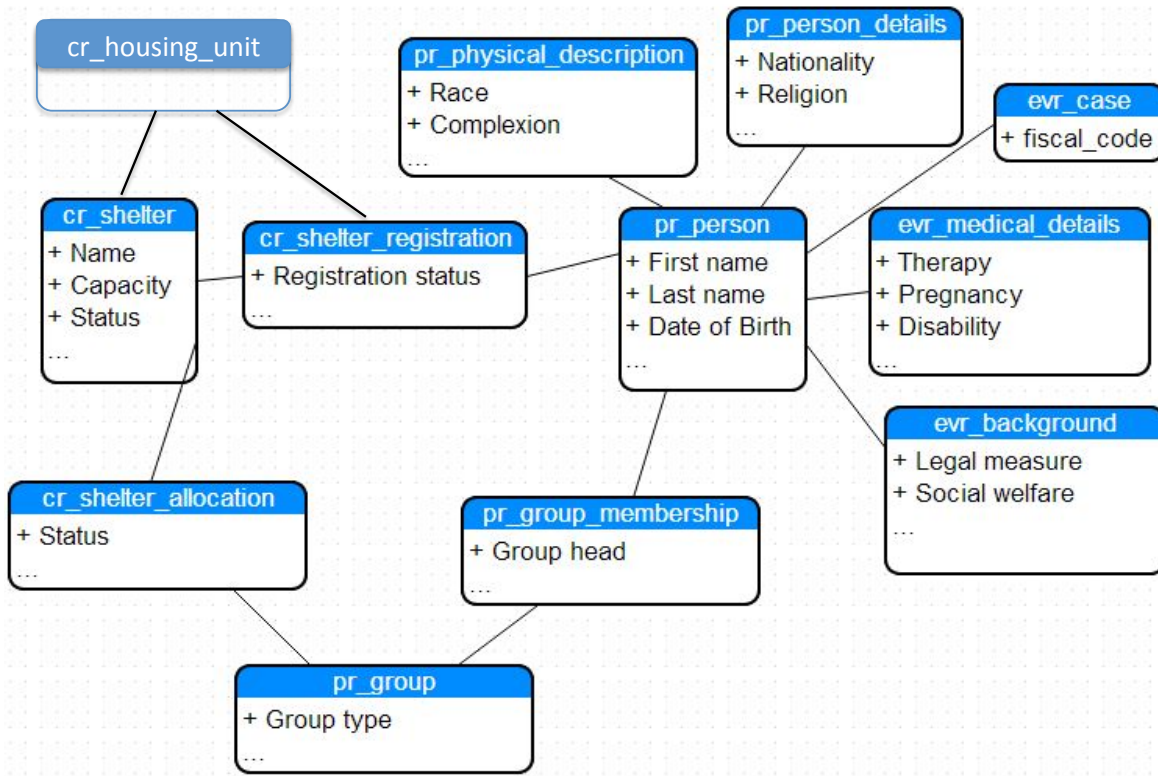 cr_housing_unit
pr_physical_description
+ Race
+ Complexion
...
pr_person_details
+ Nationality
+ Religion
...
evr_case
+ fiscal_code
cr_shelter
+ Name
+ Capacity
+ Status
...
cr_shelter_registration
+ Registration status
...
pr_person
+ First name
+ Last name
+ Date of Birth
...
evr_medical_details
+ Therapy
+ Pregnancy
+ Disability
...
evr_background
+ Legal measure
+ Social welfare
...
cr_shelter_allocation
+ Status
...
pr_group_membership
+ Group head
...
pr_group
+ Group type
...